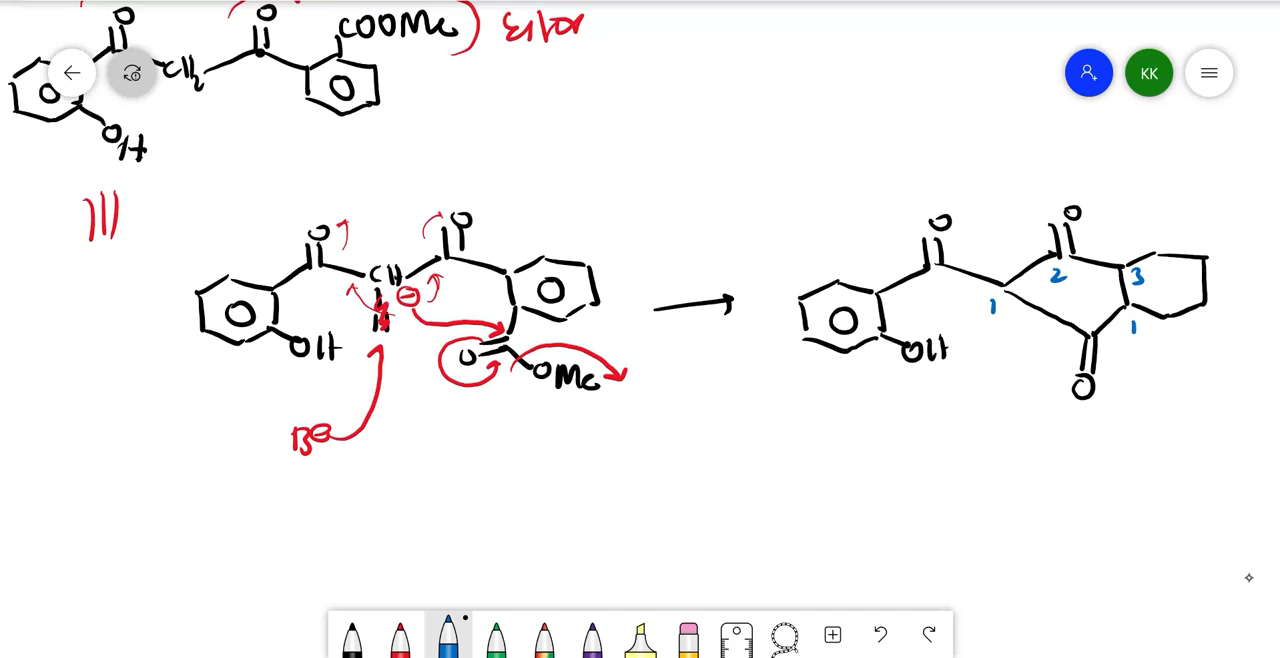 O O COOMe ) Error
CH2
OH
KK
O O
CH
⊖
H
OH O OMe
B⊖
O O
1 2 3
1
OH
O